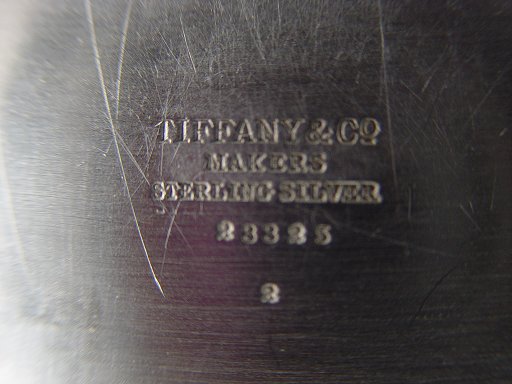 TIFFANY & Co
MAKERS
STERLING SILVER
23325
2